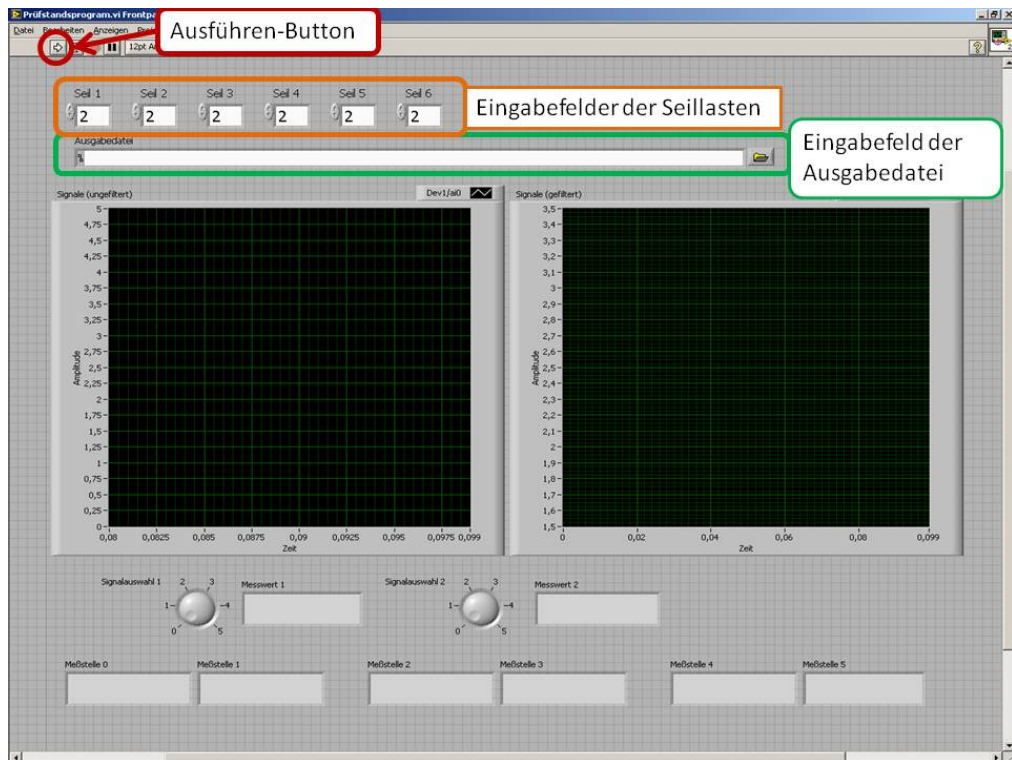 Prüfstandsprogram.vi Frontpa
Datei Bearbeiten Anzeigen
Ausführen-Button
12pt
Seil 1 Seil 2 Seil 3 Seil 4 Seil 5 Seil 6
2 2 2 2 2 2
Eingabefelder der Seillasten
Ausgabedatei
Eingabefeld der
Ausgabedatei
Signale (ungefiltert) Dev1/ai0
5
4,75
4,5
4,25
4
3,75
3,5
3,25
3
2,75
2,5
2,25
2
1,75
1,5
1,25
1
0,75
0,5
0,25
0
Amplitude
0,08 0,0825 0,085 0,0875 0,09 0,0925 0,095 0,0975 0,099
Zeit
Signale (gefiltert)
3,5
3,4
3,3
3,2
3,1
3
2,9
2,8
2,7
2,6
2,5
2,4
2,3
2,2
2,1
2
1,9
1,8
1,7
1,6
1,5
Amplitude
0 0,02 0,04 0,06 0,08 0,099
Zeit
Signalauswahl 1
0 1 2 3 4 5
Messwert 1
Signalauswahl 2
0 1 2 3 4 5
Messwert 2
Meßstelle 0 Meßstelle 1 Meßstelle 2 Meßstelle 3 Meßstelle 4 Meßstelle 5